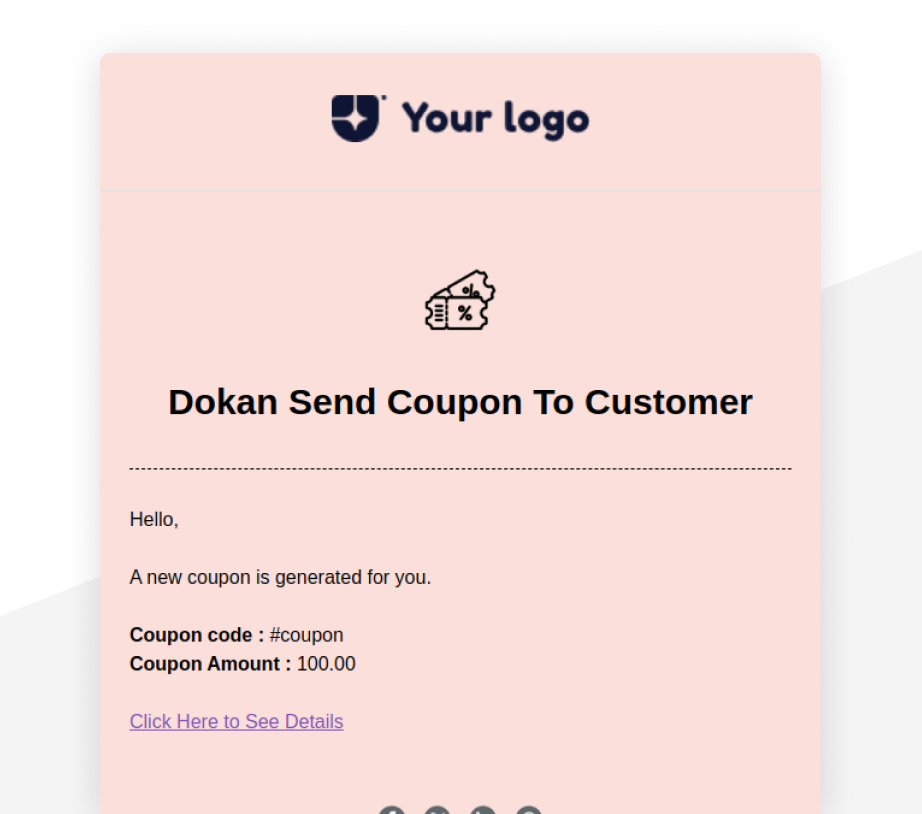 Your logo
Dokan Send Coupon To Customer
Hello,
A new coupon is generated for you.
Coupon code : #coupon
Coupon Amount : 100.00
Click Here to See Details